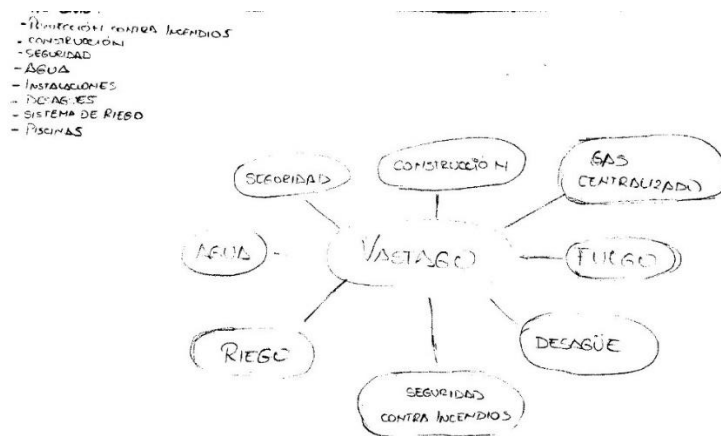 - PROTECCIÓN CONTRA INCENDIOS
- CONSTRUCCIÓN
- SEGURIDAD
- AGUA
- INSTALACIONES
- DESAGÜES
- SISTEMA DE RIEGO
- PISCINAS
SEGURIDAD
CONSTRUCCIÓN
GAS
CENTRALIZADO
AGUA
VASTAGO
FUEGO
RIEGO
DESAGÜE
SEGURIDAD
CONTRA INCENDIOS